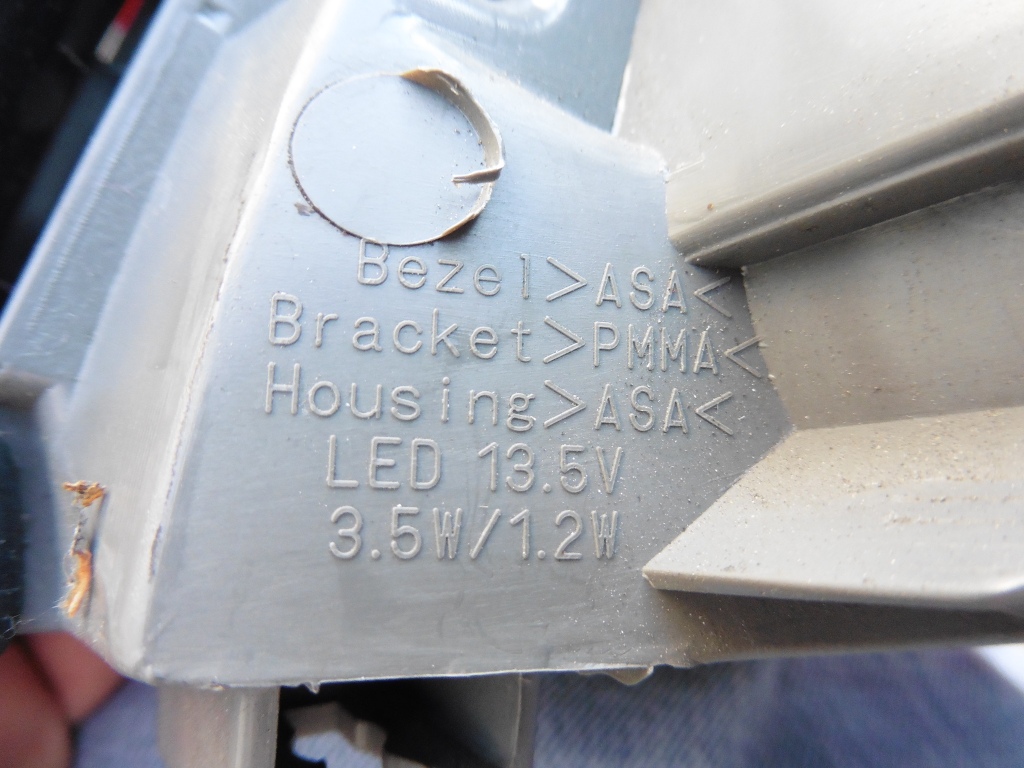 Bezel>ASA<
Bracket>PMMA<
Housing>ASA<
LED 13.5V
3.5W/1.2W